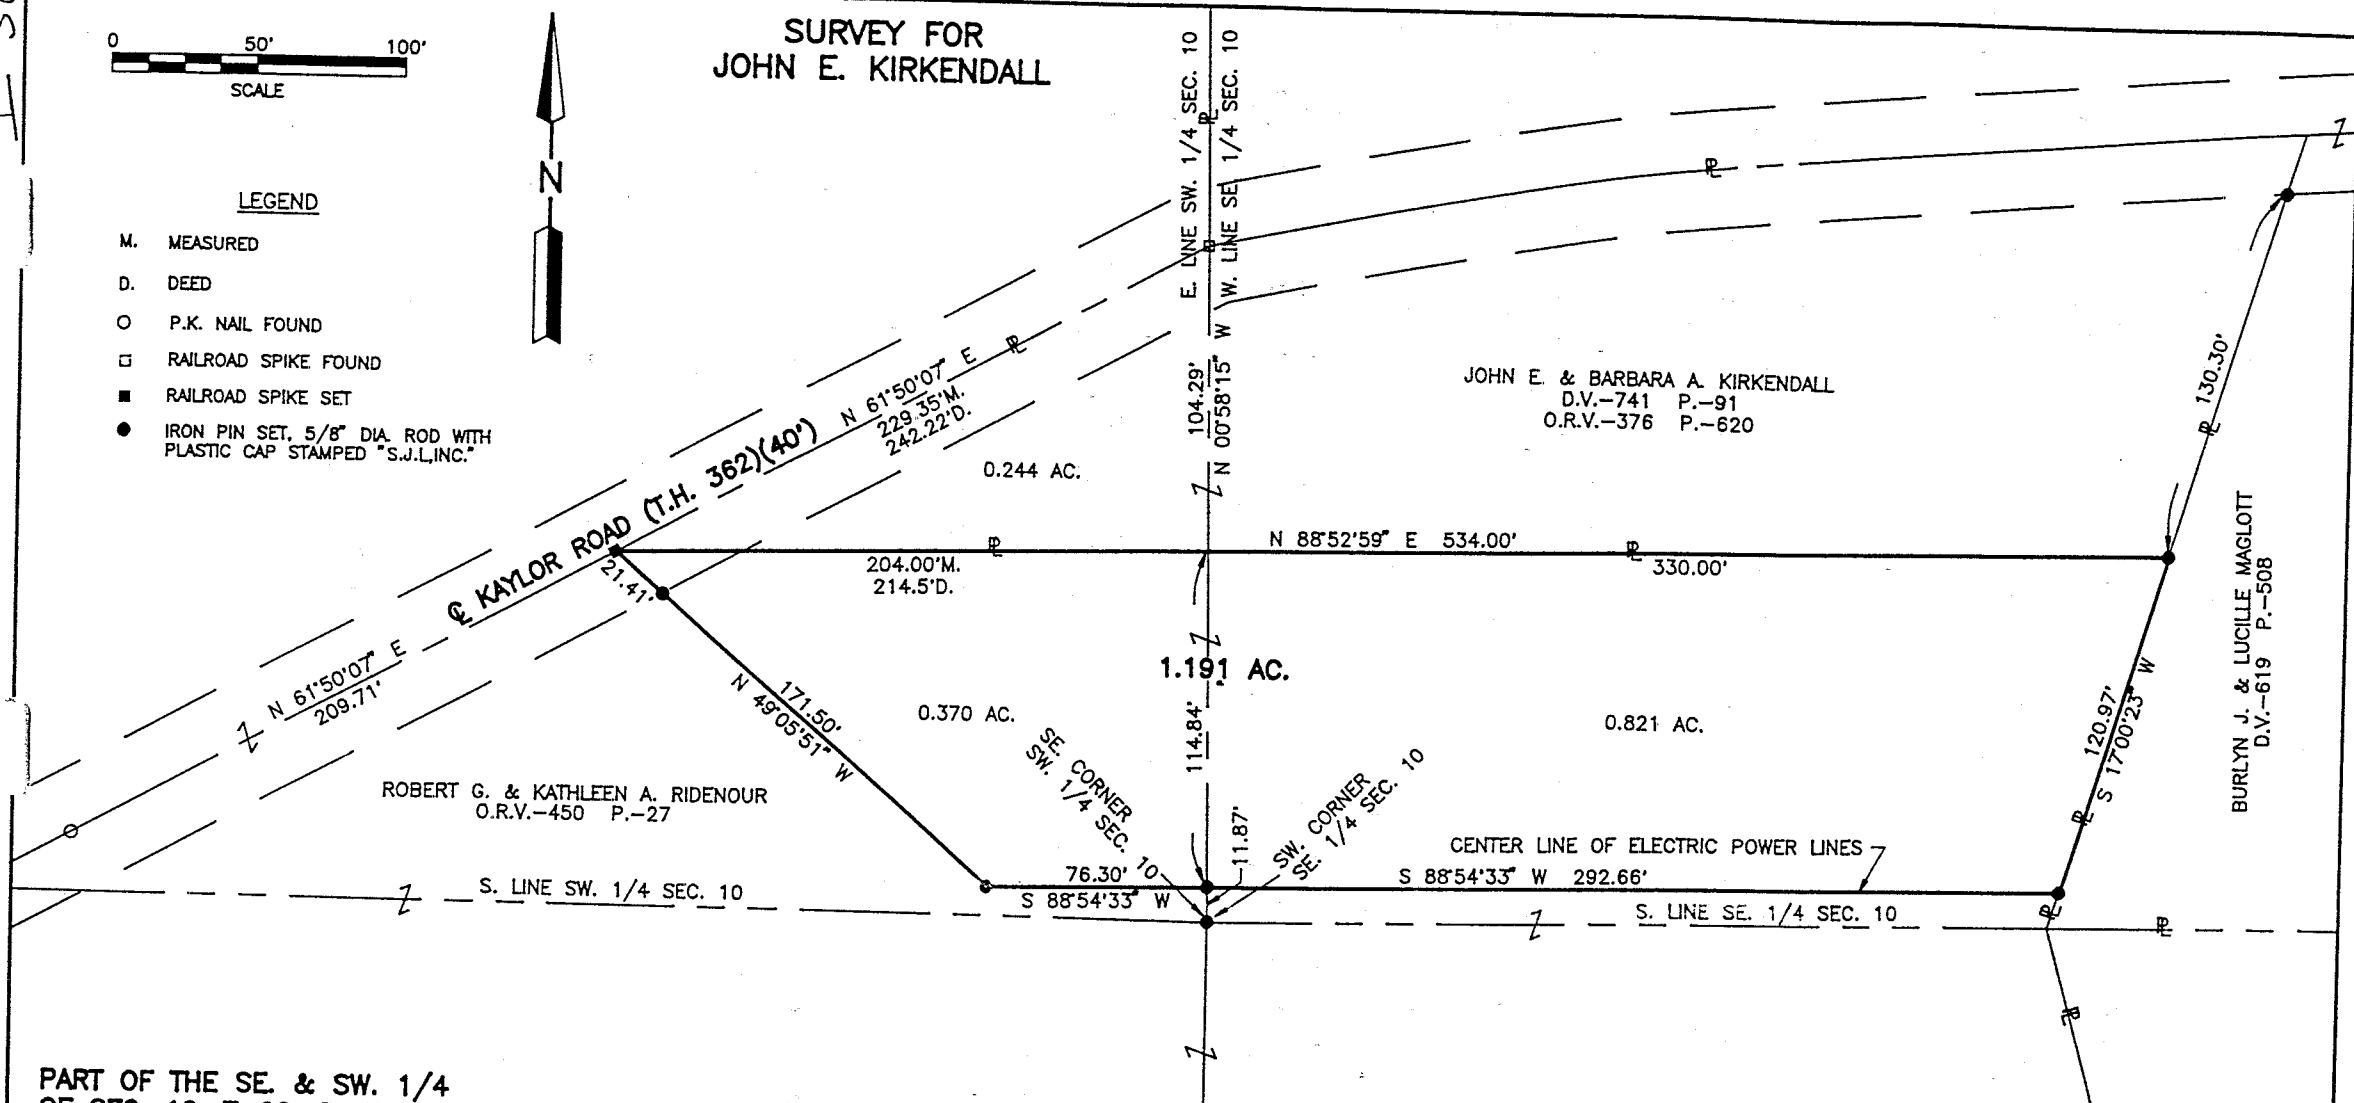 SURVEY FOR
JOHN E. KIRKENDALL
0 50' 100'
SCALE
N
LEGEND
M. MEASURED
D. DEED
P.K. NAIL FOUND
RAILROAD SPIKE FOUND
RAILROAD SPIKE SET
IRON PIN SET, 5/8" DIA. ROD WITH
PLASTIC CAP STAMPED "S.J.L,INC."
E. LINE SW. 1/4 SEC. 10
W. LINE SE. 1/4 SEC. 10
104.29'
N 00°58'15" W
N 61°50'07" E
229.35'M.
242.22'D.
℄ KAYLOR ROAD (T.H. 362)(40')
N 61°50'07" E
209.71'
0.244 AC.
JOHN E. & BARBARA A. KIRKENDALL
D.V.-741 P.-91
O.R.V.-376 P.-620
130.30'
N 88°52'59" E 534.00'
204.00'M.
214.5'D.
330.00'
21.41'
171.50'
N 49°05'51" W
1.191 AC.
0.370 AC.
0.821 AC.
114.84'
120.97'
S 17°00'23" W
BURLYN J. & LUCILLE MAGLOTT
D.V.-619 P.-508
ROBERT G. & KATHLEEN A. RIDENOUR
O.R.V.-450 P.-27
SE. CORNER
SW. 1/4 SEC. 10
11.87'
SW. CORNER
SE. 1/4 SEC. 10
CENTER LINE OF ELECTRIC POWER LINES
76.30'
S 88°54'33" W
S 88°54'33" W 292.66'
S. LINE SW. 1/4 SEC. 10
S. LINE SE. 1/4 SEC. 10
PART OF THE SE. & SW. 1/4